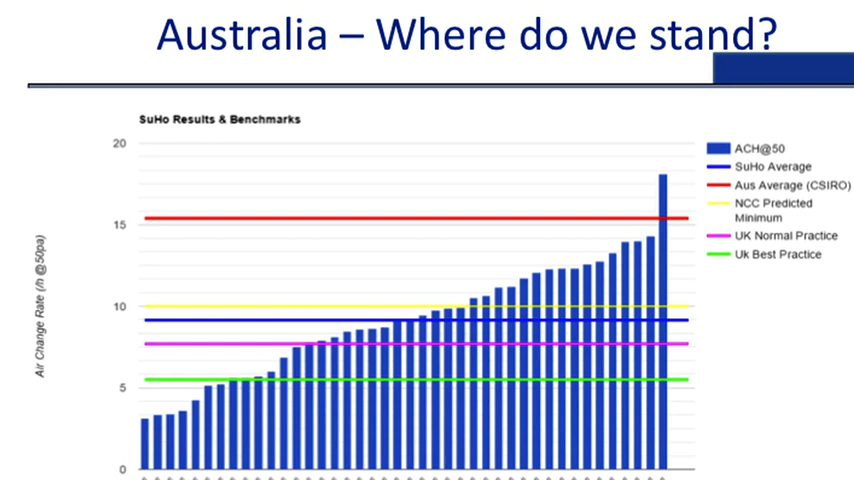 Australia – Where do we stand?
SuHo Results & Benchmarks
20
15
10
5
0
Air Change Rate (/h @50pa)
ACH@50
SuHo Average
Aus Average (CSIRO)
NCC Predicted
Minimum
UK Normal Practice
Uk Best Practice